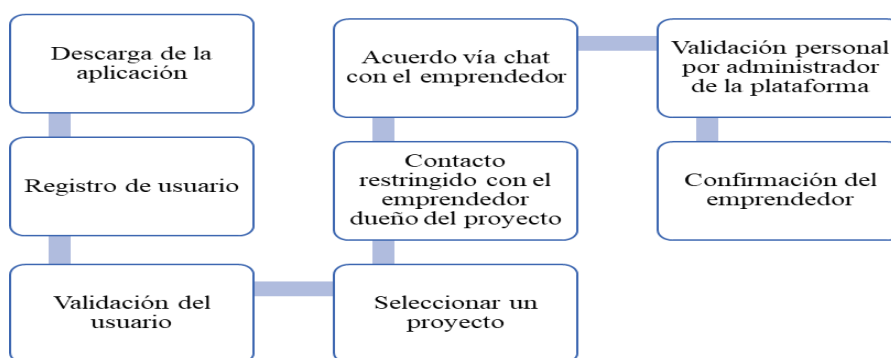 Descarga de la
aplicación
Registro de usuario
Validación del
usuario
Seleccionar un
proyecto
Contacto
restringido con el
emprendedor
dueño del proyecto
Acuerdo vía chat
con el emprendedor
Validación personal
por administrador
de la plataforma
Confirmación del
emprendedor